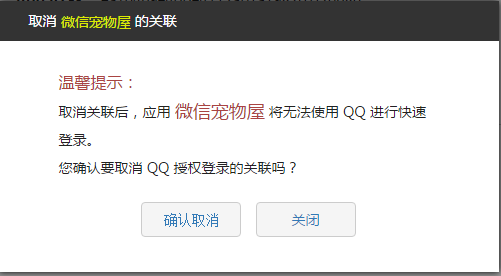 取消 微信宠物屋 的关联
温馨提示：
取消关联后，应用 微信宠物屋 将无法使用 QQ 进行快速
登录。
您确认要取消 QQ 授权登录的关联吗？
确认取消 关闭